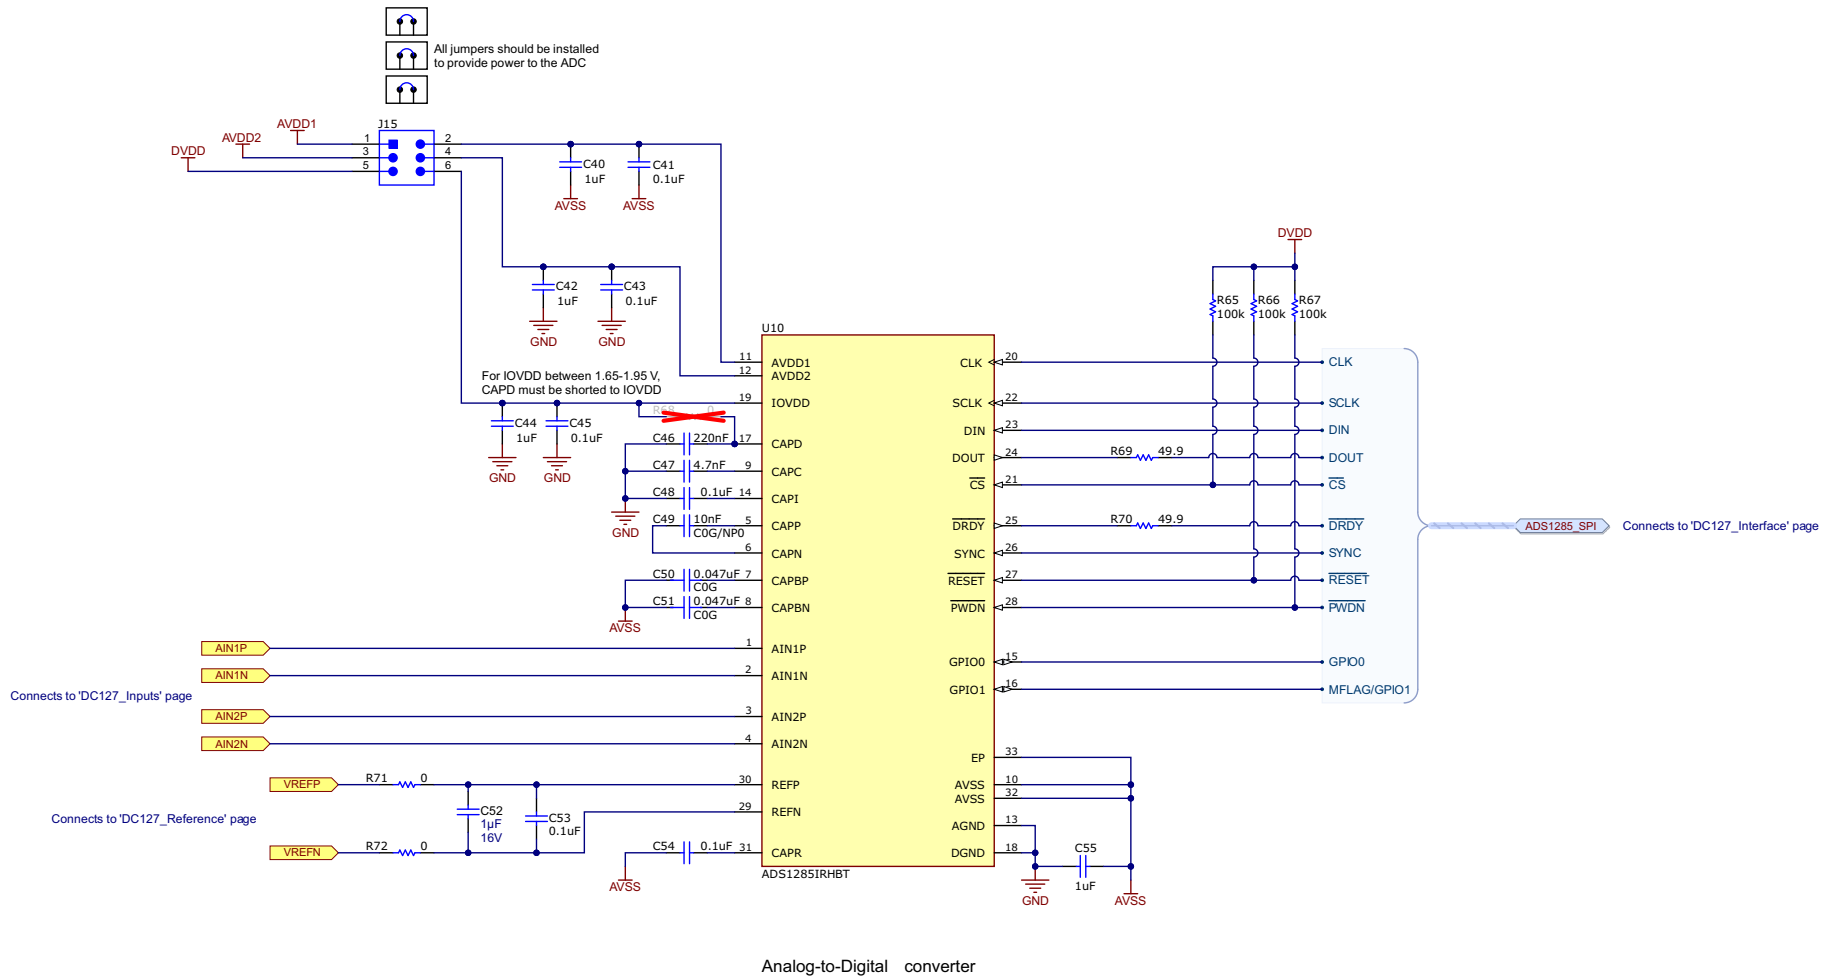 All jumpers should be installed
to provide power to the ADC
J15
AVDD1
AVDD2
DVDD
1
3
5
2
4
6
C40
1uF
AVSS
C41
0.1uF
AVSS
C42
1uF
GND
C43
0.1uF
GND
For IOVDD between 1.65-1.95 V,
CAPD must be shorted to IOVDD
C44
1uF
GND
C45
0.1uF
GND
C46 220nF 17
C47 4.7nF 9
C48 0.1uF 14
GND
C49 10nF 5
C0G/NP0
6
C50 0.047uF 7
C0G
C51 0.047uF 8
C0G
AVSS
AIN1P 1
AIN1N 2
Connects to 'DC127_Inputs' page
AIN2P 3
AIN2N 4
VREFP R71 0 30
29
C52
1µF
16V
C53
0.1uF
Connects to 'DC127_Reference' page
VREFN R72 0
C54 0.1uF 31
AVSS
U10
11 AVDD1
12 AVDD2
19 IOVDD
CAPD
CAPC
CAPI
CAPP
CAPN
CAPBP
CAPBN
AIN1P
AIN1N
AIN2P
AIN2N
REFP
REFN
CAPR
ADS1285IRHBT
CLK 20
SCLK 22
DIN 23
DOUT 24
CS 21
DRDY 25
SYNC 26
RESET 27
PWDN 28
GPIO0 15
GPIO1 16
EP 33
AVSS 10
AVSS 32
AGND 13
DGND 18
GND
C55
1uF
AVSS
DVDD
R65
100k
R66
100k
R67
100k
R69 49.9
R70 49.9
CLK
SCLK
DIN
DOUT
CS
DRDY
SYNC
RESET
PWDN
GPIO0
MFLAG/GPIO1
ADS1285_SPI
Connects to 'DC127_Interface' page
Analog-to-Digital converter